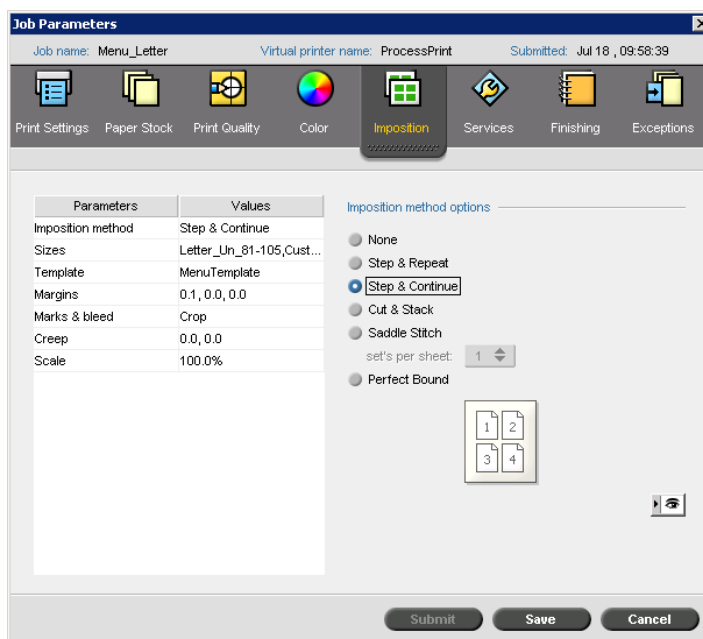 Job Parameters
Job name: Menu_Letter Virtual printer name: ProcessPrint Submitted: Jul 18 , 09:58:39
Print Settings Paper Stock Print Quality Color Imposition Services Finishing Exceptions
Parameters Values
Imposition method Step & Continue
Sizes Letter_Un_81-105,Cust...
Template MenuTemplate
Margins 0.1, 0.0, 0.0
Marks & bleed Crop
Creep 0.0, 0.0
Scale 100.0%
Imposition method options
None
Step & Repeat
Step & Continue
Cut & Stack
Saddle Stitch
set's per sheet: 1
Perfect Bound
1 2
3 4
Submit Save Cancel